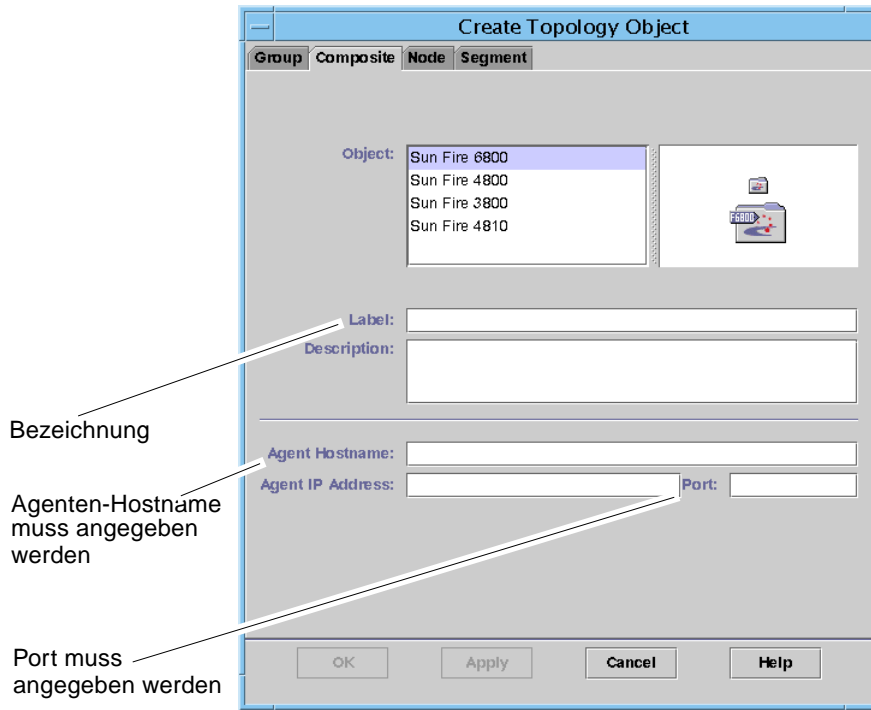 Create Topology Object
Group Composite Node Segment
Object:
Sun Fire 6800
Sun Fire 4800
Sun Fire 3800
Sun Fire 4810
F6800
Label:
Description:
Bezeichnung
Agent Hostname:
Agent IP Address: Port:
Agenten-Hostname
muss angegeben
werden
Port muss
angegeben werden
OK Apply Cancel Help